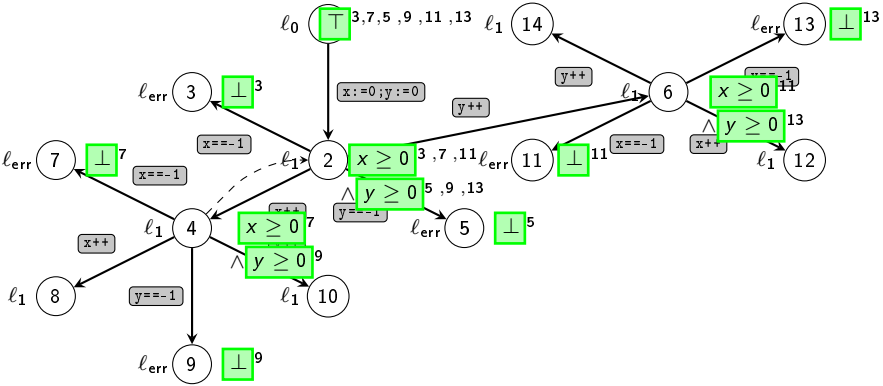 ℓ0 ⊤ 3,7,5 ,9 ,11 ,13
ℓ1 14
ℓerr 13 ⊥ 13
x:=0;y:=0
y++
y++
x==-1
ℓerr 3 ⊥ 3
ℓ1 6 x ≥ 0 11
∧ y ≥ 0 13
x==-1
x==-1
x++
ℓerr 7 ⊥ 7
ℓ1 2 x ≥ 0 3 ,7 ,11
∧ y ≥ 0 5 ,9 ,13
ℓerr 11 ⊥ 11
ℓ1 12
x==-1
y++
y==-1
ℓ1 4 x ≥ 0 7
∧ y ≥ 0 9
ℓerr 5 ⊥ 5
x++
ℓ1 8
y==-1
ℓ1 10
ℓerr 9 ⊥ 9